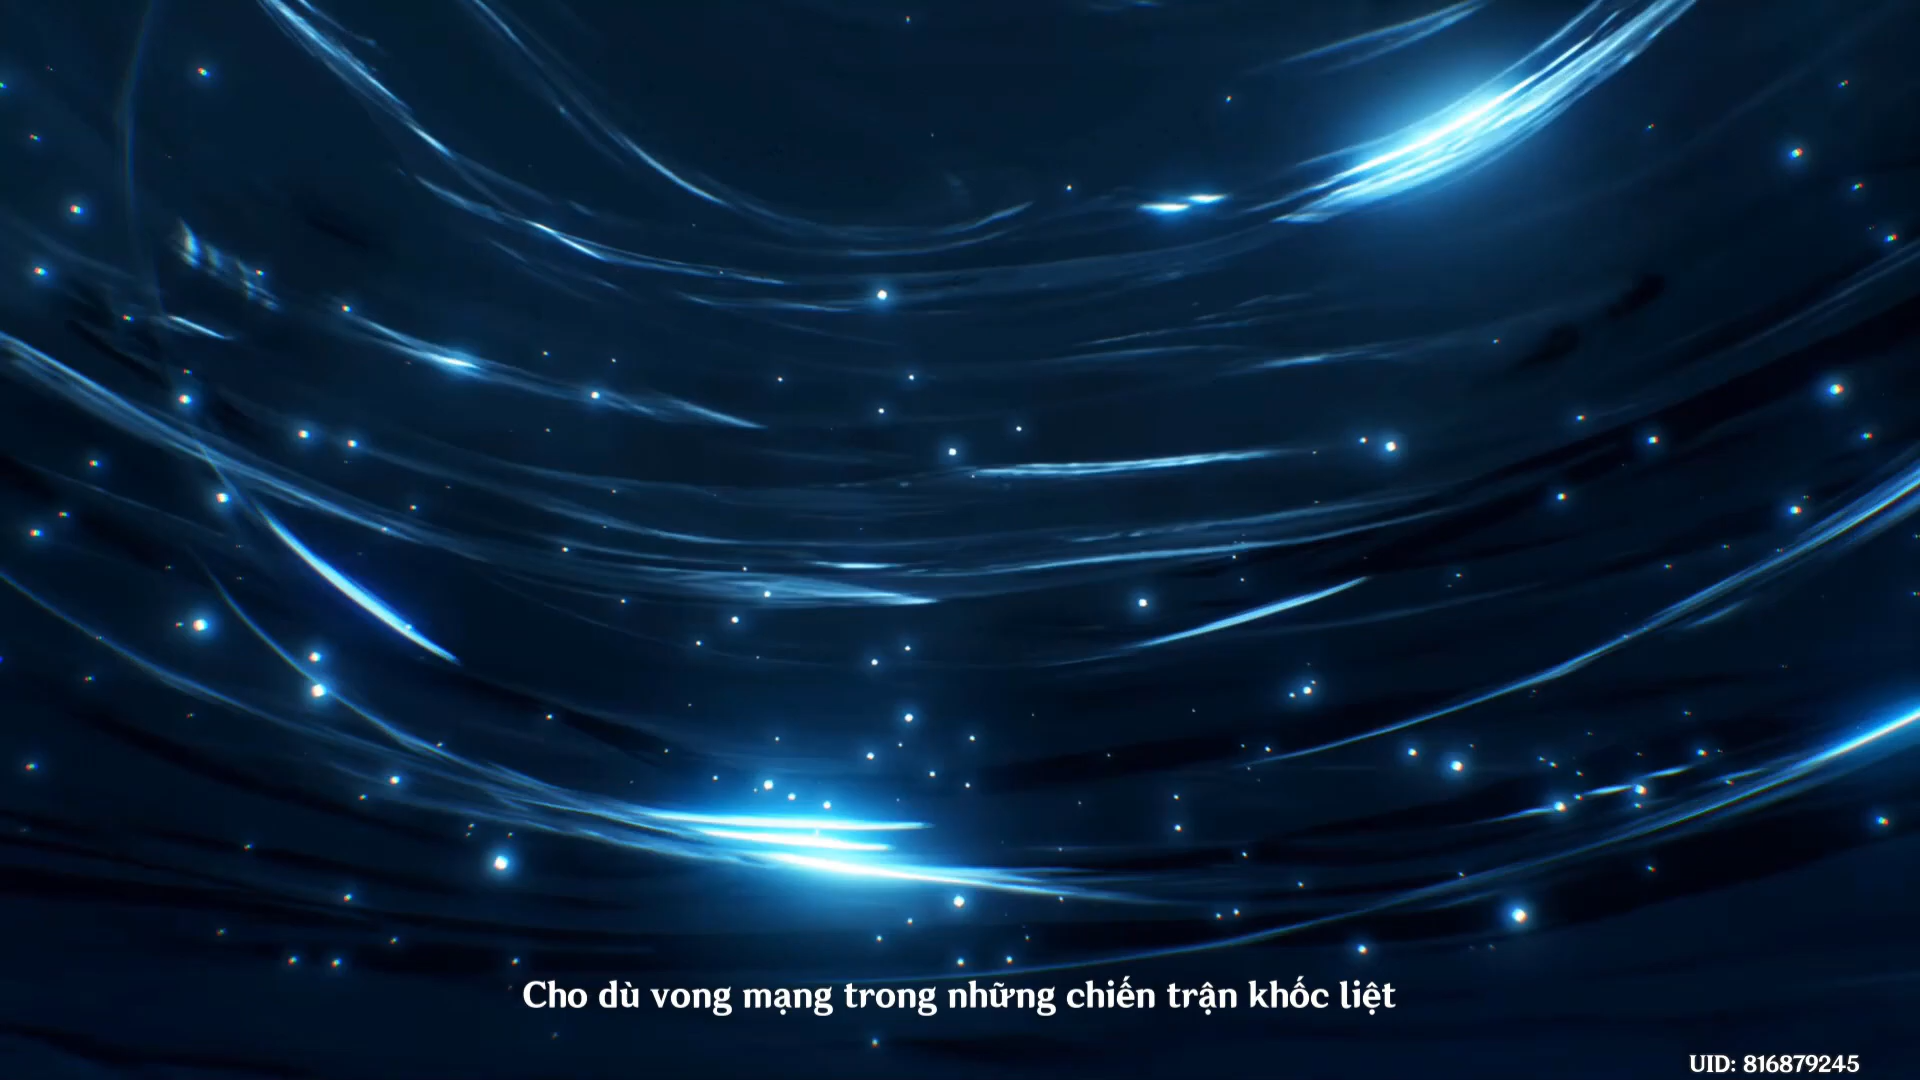 Cho dù vong mạng trong những chiến trận khốc liệt
UID: 816879245